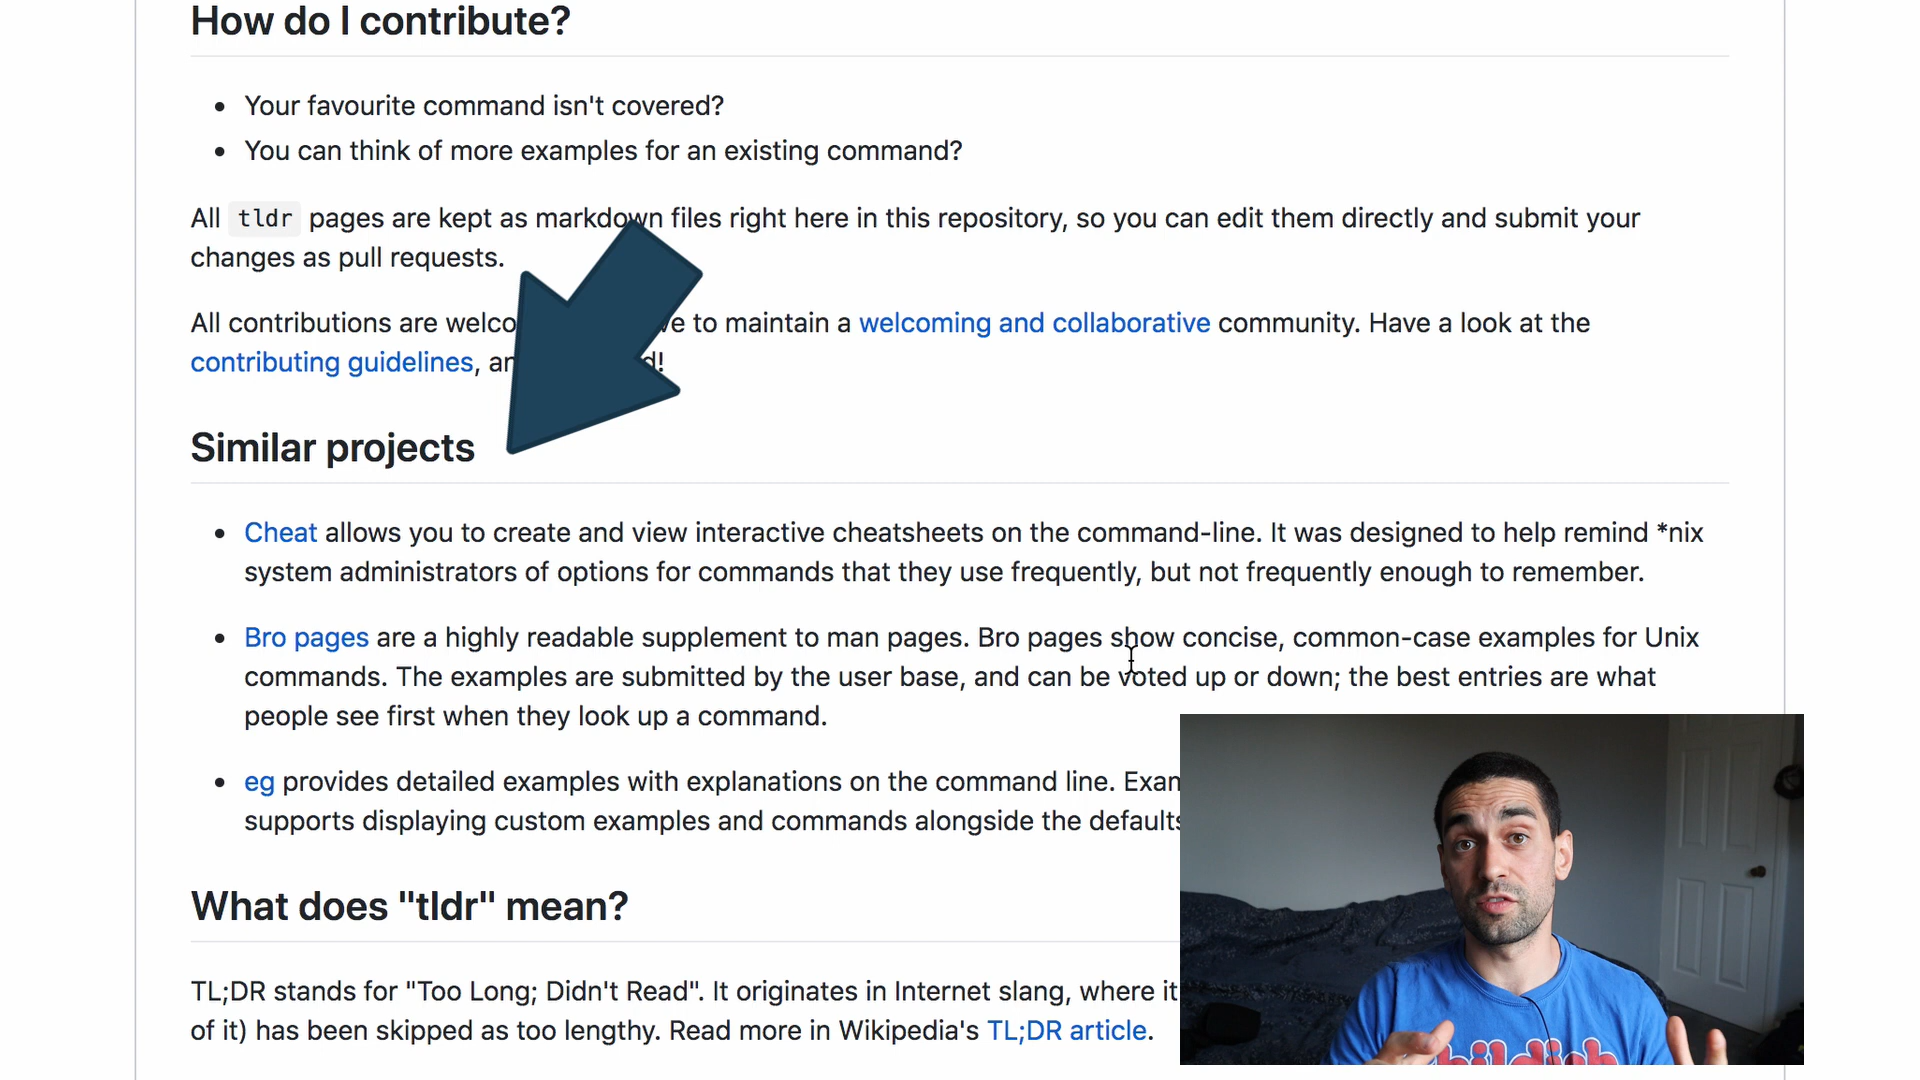 How do I contribute?
Your favourite command isn't covered?
You can think of more examples for an existing command?
All tldr pages are kept as markdown files right here in this repository, so you can edit them directly and submit your
changes as pull requests.
All contributions are to maintain a welcoming and collaborative community. Have a look at the
contributing guidelines,
Similar projects
Cheat allows you to create and view interactive cheatsheets on the command-line. It was designed to help remind *nix
system administrators of options for commands that they use frequently, but not frequently enough to remember.
Bro pages are a highly readable supplement to man pages. Bro pages show concise, common-case examples for Unix
commands. The examples are submitted by the user base, and can be voted up or down; the best entries are what
people see first when they look up a command.
eg provides detailed examples with explanations on the command line.
supports displaying custom examples and commands alongside the defaults
What does "tldr" mean?
TL;DR stands for "Too Long; Didn't Read". It originates in Internet slang, where it
of it) has been skipped as too lengthy. Read more in Wikipedia's TL;DR article.